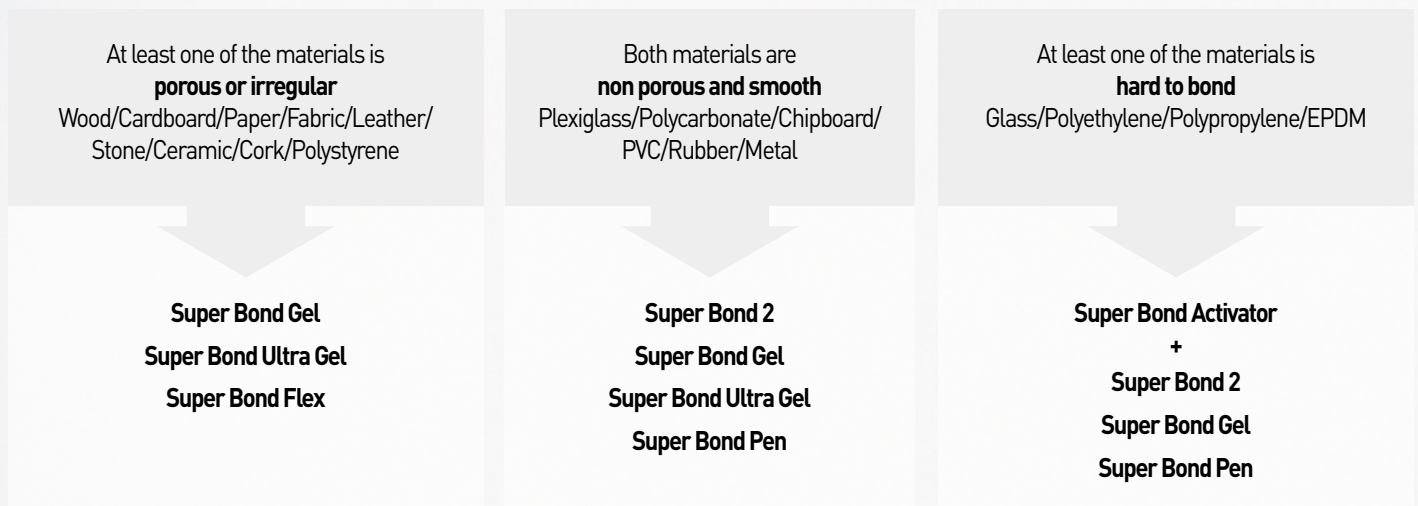 At least one of the materials is
porous or irregular
Wood/Cardboard/Paper/Fabric/Leather/
Stone/Ceramic/Cork/Polystyrene
Super Bond Gel
Super Bond Ultra Gel
Super Bond Flex
Both materials are
non porous and smooth
Plexiglass/Polycarbonate/Chipboard/
PVC/Rubber/Metal
Super Bond 2
Super Bond Gel
Super Bond Ultra Gel
Super Bond Pen
At least one of the materials is
hard to bond
Glass/Polyethylene/Polypropylene/EPDM
Super Bond Activator
+
Super Bond 2
Super Bond Gel
Super Bond Pen